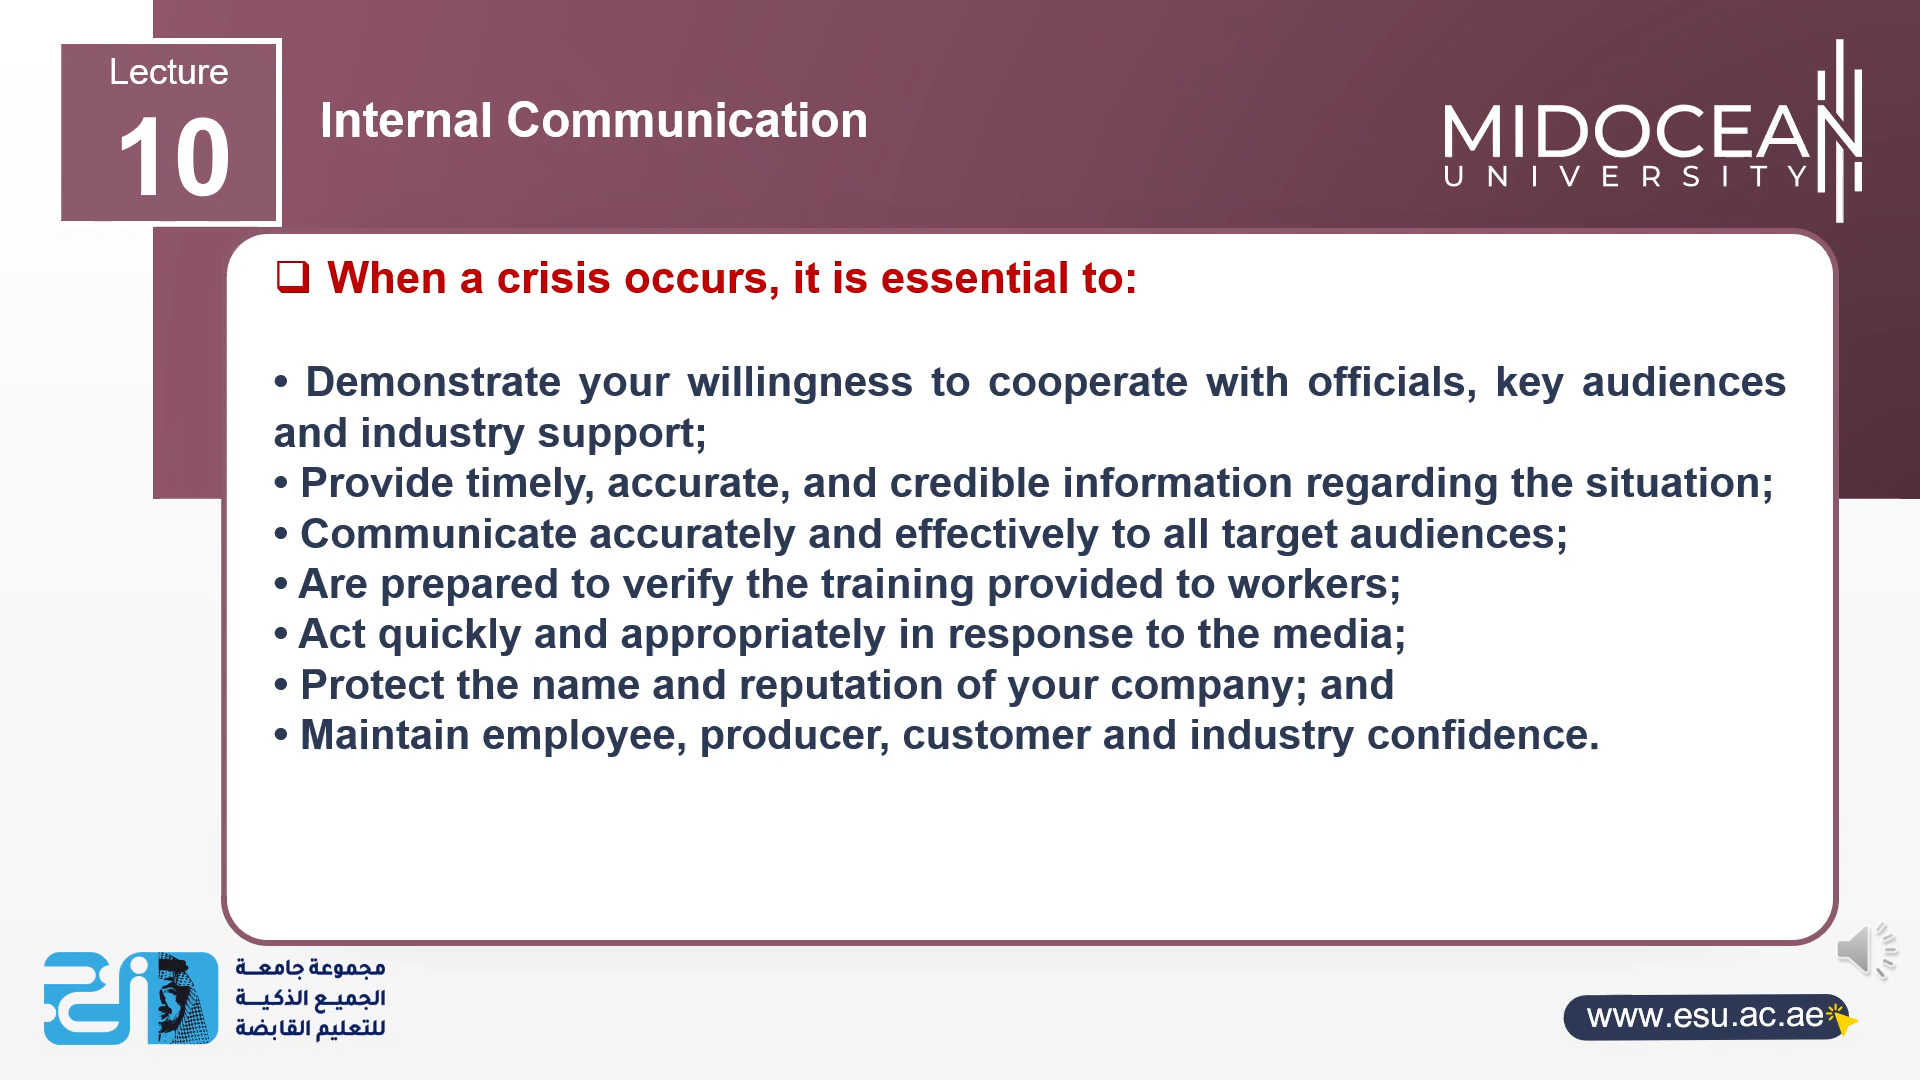 Lecture
10
Internal Communication
MIDOCEAN
UNIVERSITY
❑ When a crisis occurs, it is essential to:
• Demonstrate your willingness to cooperate with officials, key audiences
and industry support;
• Provide timely, accurate, and credible information regarding the situation;
• Communicate accurately and effectively to all target audiences;
• Are prepared to verify the training provided to workers;
• Act quickly and appropriately in response to the media;
• Protect the name and reputation of your company; and
• Maintain employee, producer, customer and industry confidence.
مجموعة جامعـة
الجميـع الذكيـة
للتعليم القابضة
www.esu.ac.ae